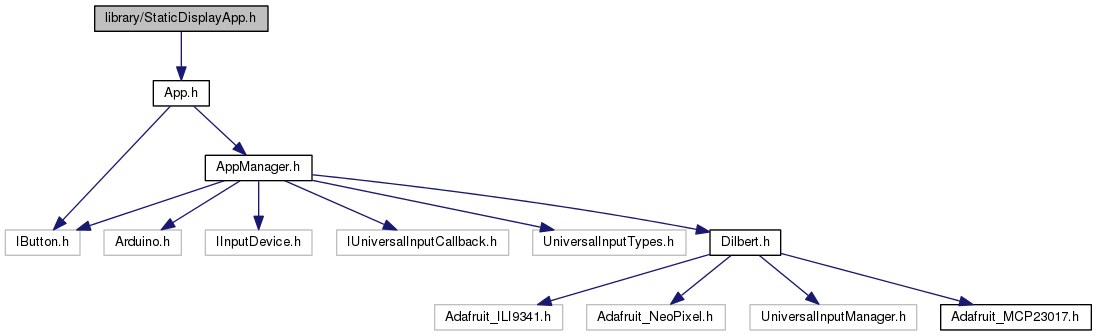 library/StaticDisplayApp.h
App.h
AppManager.h
IButton.h
Arduino.h
IInputDevice.h
IUniversalInputCallback.h
UniversalInputTypes.h
Dilbert.h
Adafruit_ILI9341.h
Adafruit_NeoPixel.h
UniversalInputManager.h
Adafruit_MCP23017.h